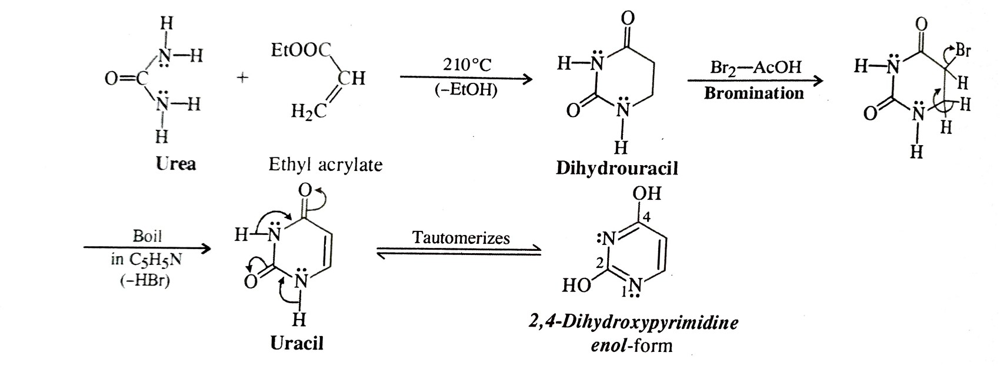 H
N—H
O=C
N—H
H
Urea
+
EtOOC
CH
H₂C
Ethyl acrylate
210°C
(–EtOH)
O
H—N
O
N
H
Dihydrouracil
Br₂—AcOH
Bromination
O
Br
H—N
H
H
O
N
H
H
Boil
in C₅H₅N
(–HBr)
O
H—N
O
N
H
Uracil
Tautomerizes
OH
4
:N
2
HO
1N
2,4-Dihydroxypyrimidine
enol-form